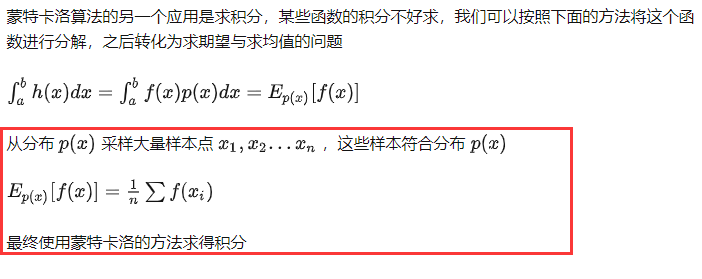 蒙特卡洛算法的另一个应用是求积分，某些函数的积分不好求，我们可以按照下面的方法将这个函
数进行分解，之后转化为求期望与求均值的问题
∫_a^b h(x)dx = ∫_a^b f(x)p(x)dx = E_{p(x)}[f(x)]
从分布 p(x) 采样大量样本点 x_1, x_2 ... x_n ，这些样本符合分布 p(x)
E_{p(x)}[f(x)] = \frac{1}{n} ∑ f(x_i)
最终使用蒙特卡洛的方法求得积分